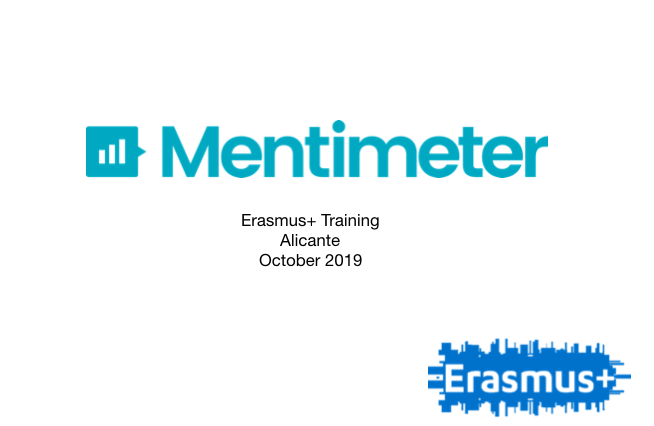 Mentimeter
Erasmus+ Training
Alicante
October 2019
Erasmus+